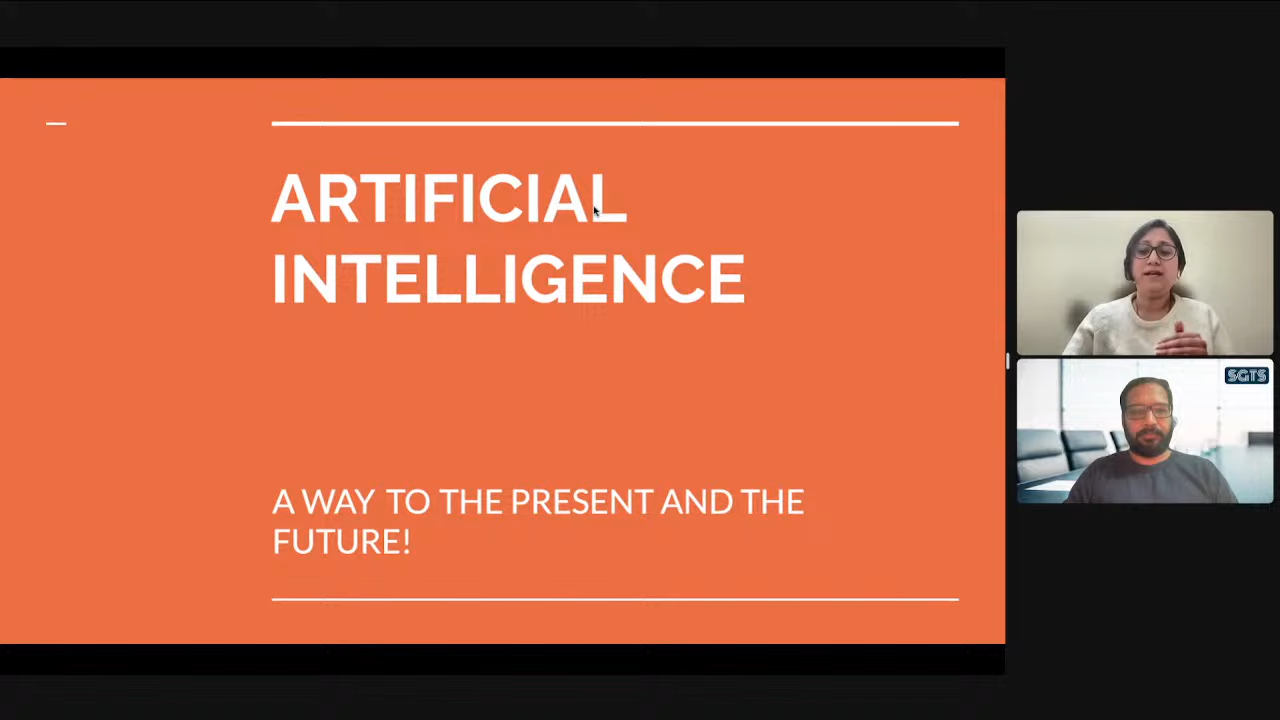 ARTIFICIAL
INTELLIGENCE
A WAY TO THE PRESENT AND THE
FUTURE!
SGTS